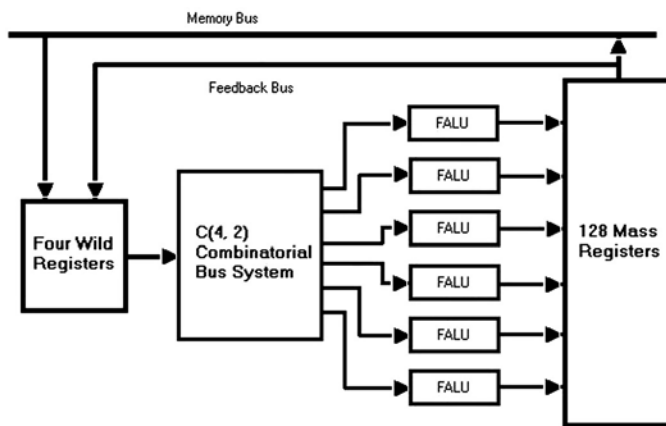 Memory Bus
Feedback Bus
FALU
FALU
C(4, 2)
Combinatorial
Bus System
FALU
Four Wild
Registers
128 Mass
Registers
FALU
FALU
FALU